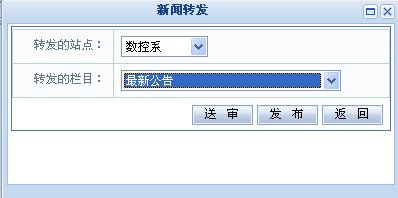 新闻转发
转发的站点： 数控系
转发的栏目： 最新公告
送 审 发 布 返 回